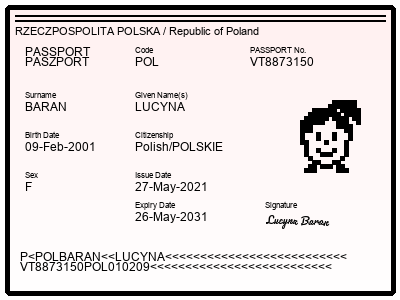 RZECZPOSPOLITA POLSKA / Republic of Poland
PASSPORT Code PASSPORT No.
PASZPORT POL VT8873150
Surname Given Name(s)
BARAN LUCYNA
Birth Date Citizenship
09-Feb-2001 Polish/POLSKIE
Sex Issue Date
F 27-May-2021
Expiry Date Signature
26-May-2031 Lucyna Baran
P<POLBARAN<<LUCYNA<<<<<<<<<<<<<<<<<<<<<<<<<<
VT8873150POL010209<<<<<<<<<<<<<<<<<<<<<<<<<<